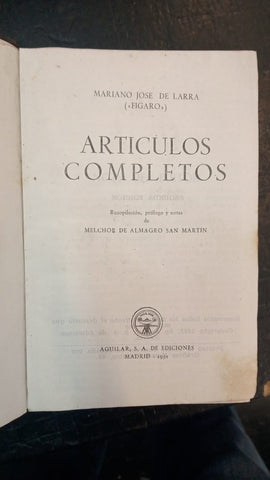 MARIANO JOSE DE LARRA
(«FIGARO»)
ARTICULOS
COMPLETOS
Recopilación, prólogo y notas
de
MELCHOR DE ALMAGRO SAN MARTIN
AGUILAR, S. A. DE EDICIONES
MADRID